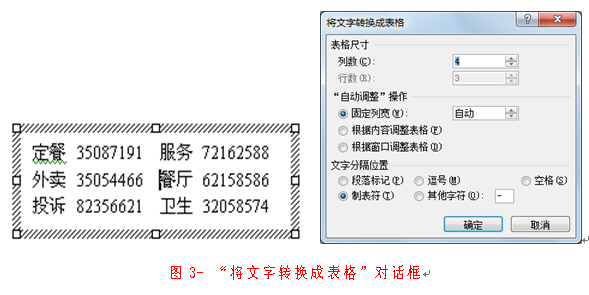 定餐 35087191 服务 72162588
外卖 35054466 餐厅 62158586
投诉 82356621 卫生 32058574
将文字转换成表格
表格尺寸
列数(C): 4
行数(R): 3
“自动调整”操作
固定列宽(W): 自动
根据内容调整表格(F)
根据窗口调整表格(D)
文字分隔位置
段落标记(P) 逗号(M) 空格(S)
制表符(T) 其他字符(O): -
确定 取消
图 3- “将文字转换成表格”对话框